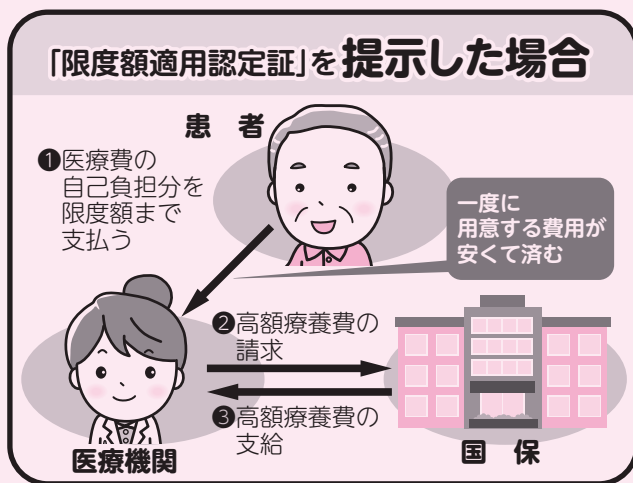 「限度額適用認定証」を提示した場合
患　者
❶医療費の
自己負担分を
限度額まで
支払う
一度に
用意する費用が
安くて済む
❷高額療養費の
請求
❸高額療養費の
支給
医療機関
国　保